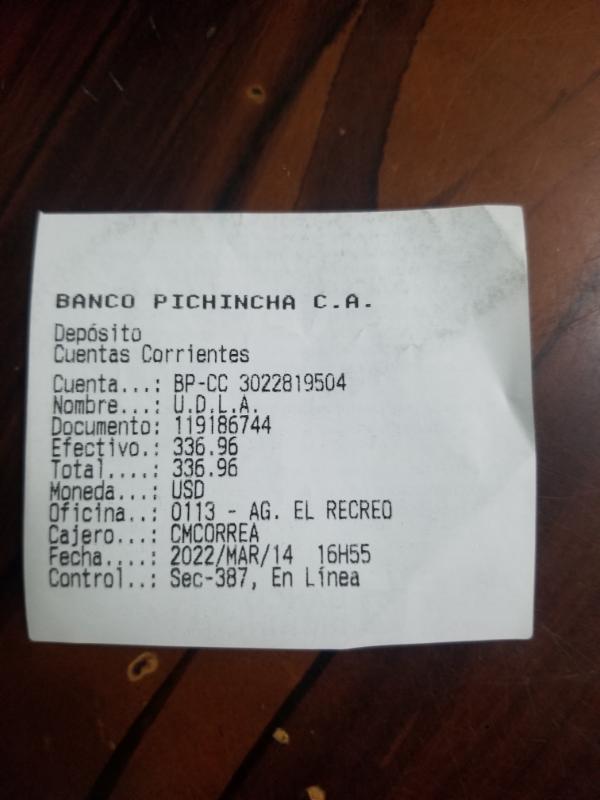 BANCO PICHINCHA C.A.
Depósito
Cuentas Corrientes
Cuenta...: BP-CC 3022819504
Nombre...: U.D.L.A.
Documento: 119186744
Efectivo.: 336.96
Total....: 336.96
Moneda...: USD
Oficina..: 0113 - AG. EL RECREO
Cajero...: CMCORREA
Fecha....: 2022/MAR/14 16H55
Control..: Sec-387, En Línea